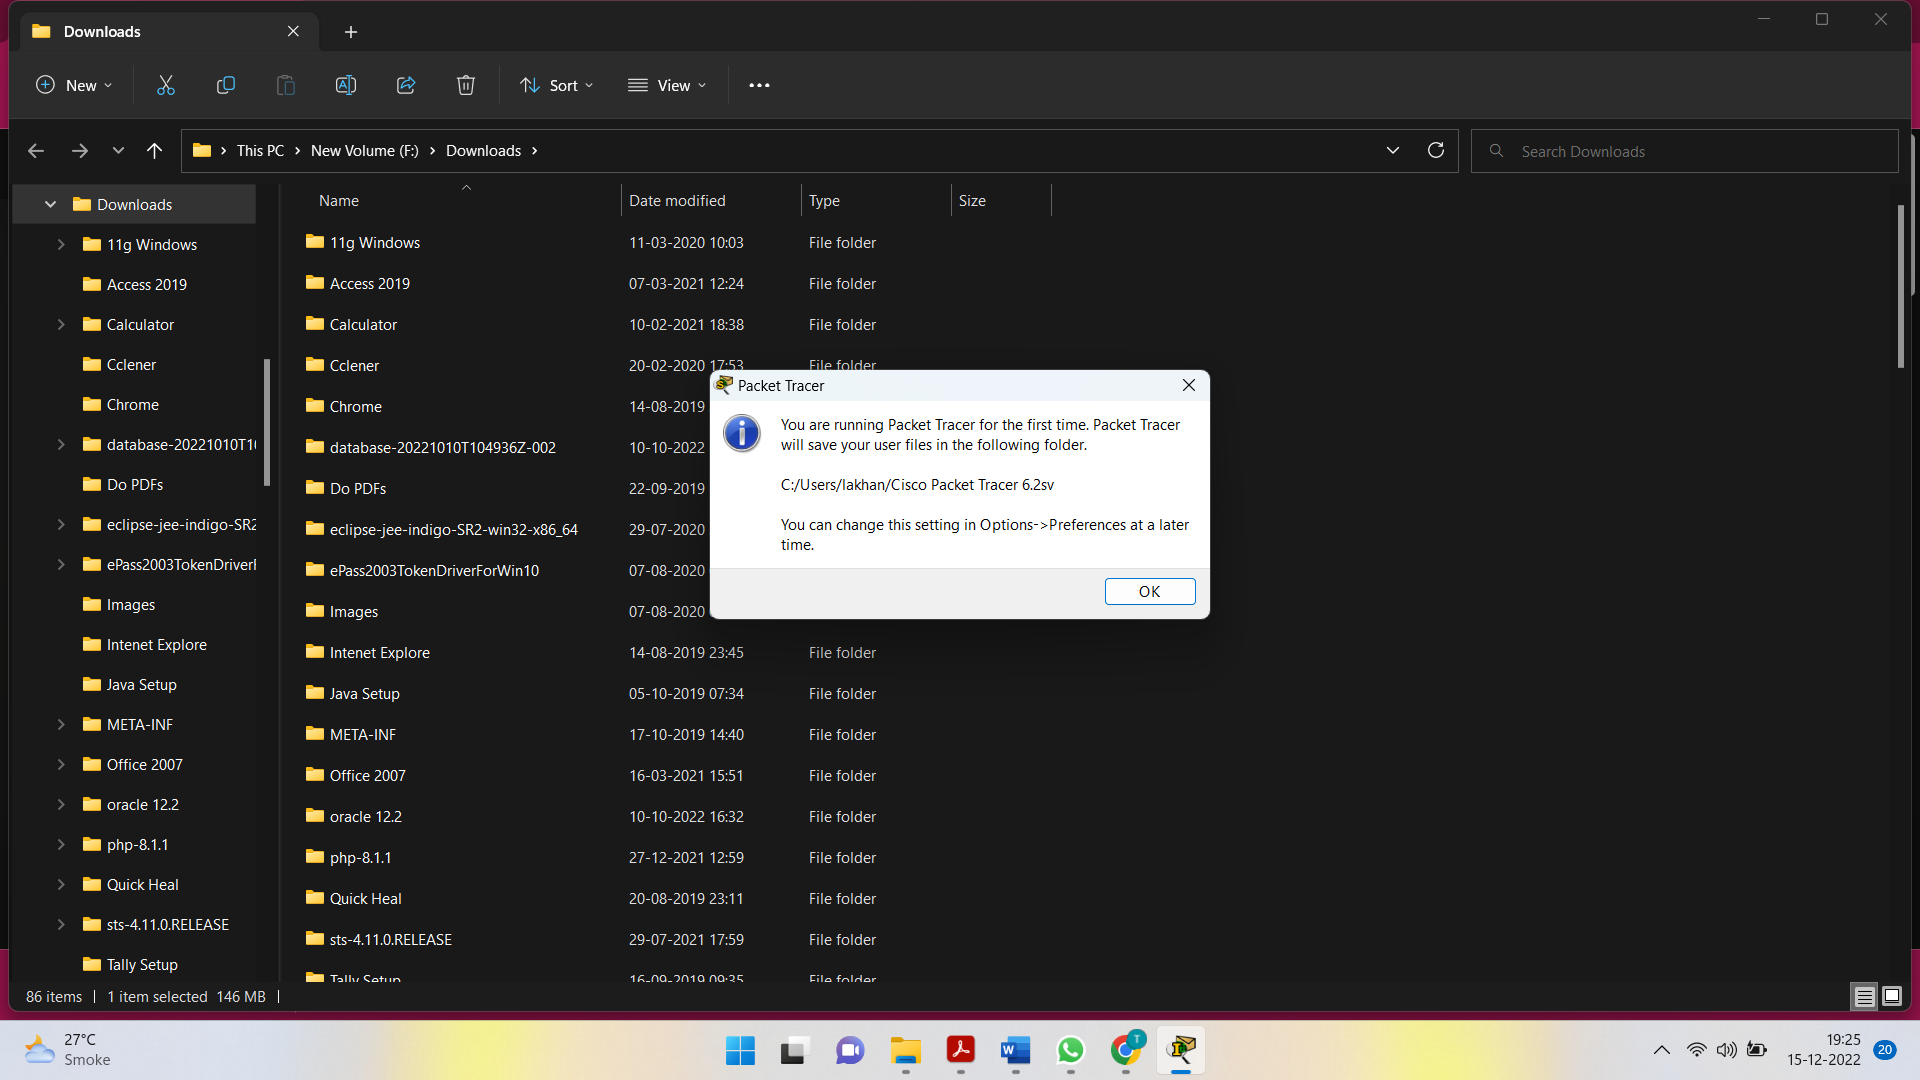 Downloads
New
Sort
View
This PC
New Volume (F:)
Downloads
Search Downloads
Downloads
11g Windows
Access 2019
Calculator
Cclener
Chrome
database-20221010T1
Do PDFs
eclipse-jee-indigo-SR2
ePass2003TokenDriverF
Images
Intenet Explore
Java Setup
META-INF
Office 2007
oracle 12.2
php-8.1.1
Quick Heal
sts-4.11.0.RELEASE
Tally Setup
Name Date modified Type Size
11g Windows 11-03-2020 10:03 File folder
Access 2019 07-03-2021 12:24 File folder
Calculator 10-02-2021 18:38 File folder
Cclener 20-02-2020 17:53 File folder
Chrome 14-08-2019
database-20221010T104936Z-002 10-10-2022
Do PDFs 22-09-2019
eclipse-jee-indigo-SR2-win32-x86_64 29-07-2020
ePass2003TokenDriverForWin10 07-08-2020
Images 07-08-2020
Intenet Explore 14-08-2019 23:45 File folder
Java Setup 05-10-2019 07:34 File folder
META-INF 17-10-2019 14:40 File folder
Office 2007 16-03-2021 15:51 File folder
oracle 12.2 10-10-2022 16:32 File folder
php-8.1.1 27-12-2021 12:59 File folder
Quick Heal 20-08-2019 23:11 File folder
sts-4.11.0.RELEASE 29-07-2021 17:59 File folder
Tally Setup 16-09-2019 09:35 File folder
Packet Tracer
You are running Packet Tracer for the first time. Packet Tracer
will save your user files in the following folder.
C:/Users/lakhan/Cisco Packet Tracer 6.2sv
You can change this setting in Options->Preferences at a later
time.
OK
86 items
1 item selected 146 MB
27°C
Smoke
T
19:25
15-12-2022
20